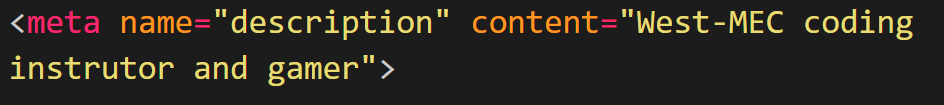 <meta name="description" content="West-MEC coding
instrutor and gamer">